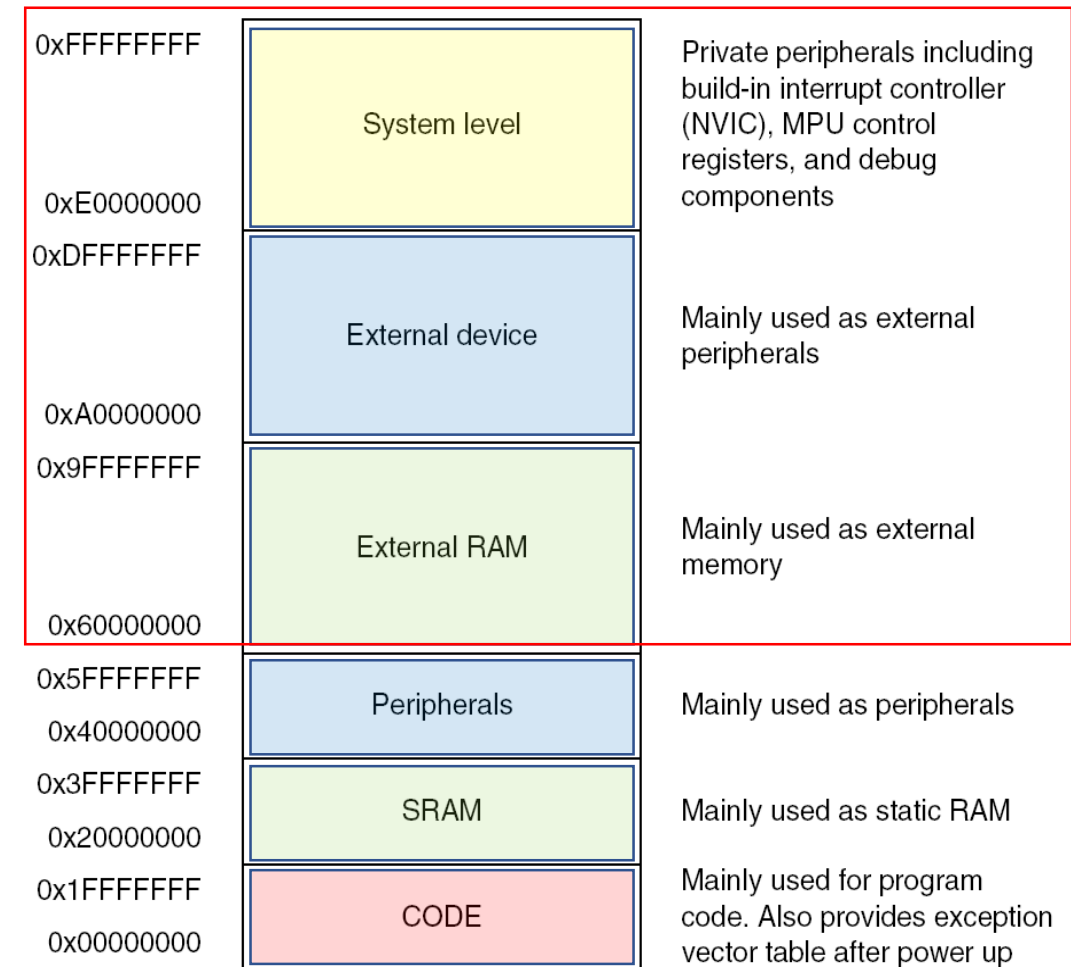 0xFFFFFFFF
System level
Private peripherals including
build-in interrupt controller
(NVIC), MPU control
registers, and debug
components
0xE0000000
0xDFFFFFFF
External device
Mainly used as external
peripherals
0xA0000000
0x9FFFFFFF
External RAM
Mainly used as external
memory
0x60000000
0x5FFFFFFF
Peripherals
Mainly used as peripherals
0x40000000
0x3FFFFFFF
SRAM
Mainly used as static RAM
0x20000000
0x1FFFFFFF
CODE
Mainly used for program
code. Also provides exception
vector table after power up
0x00000000